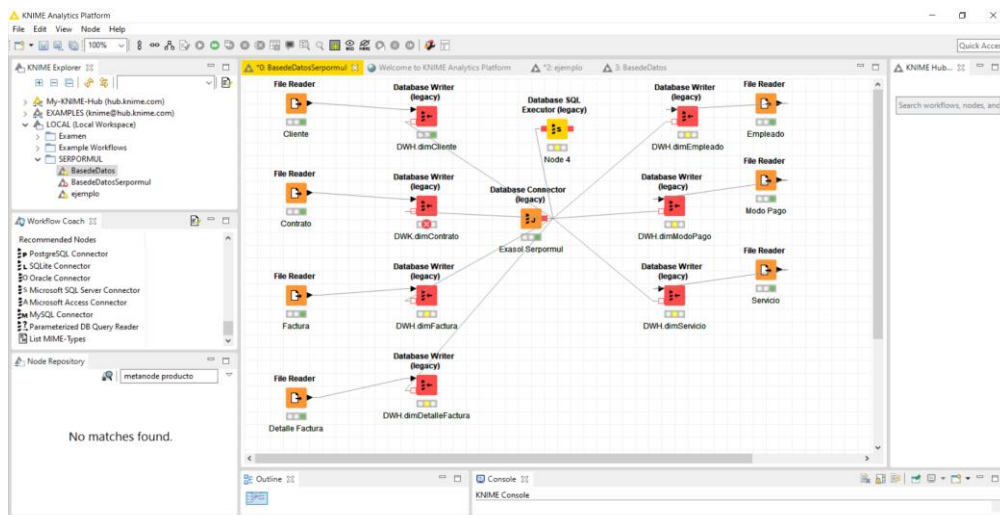 KNIME Analytics Platform
File Edit View Node Help
100%
Quick Acces
KNIME Explorer
My-KNIME-Hub (hub.knime.com)
EXAMPLES (knime@hub.knime.com)
LOCAL (Local Workspace)
Examen
Example Workflows
SERPORMUL
BasedeDatos
BasedeDatosSerpormul
ejemplo
Workflow Coach
Recommended Nodes
PostgreSQL Connector
SQLite Connector
Oracle Connector
Microsoft SQL Server Connector
Microsoft Access Connector
MySQL Connector
Parameterized DB Query Reader
List MIME-Types
Node Repository
metanode producto
No matches found.
*0: BasedeDatosSerpormul
Welcome to KNIME Analytics Platform
*2: ejemplo
3: BasedeDatos
File Reader
Cliente
Database Writer
(legacy)
DWH.dimCliente
Database SQL
Executor (legacy)
Node 4
Database Writer
(legacy)
DWH.dimEmpleado
File Reader
Empleado
File Reader
Contrato
Database Writer
(legacy)
DWK.dimContrato
Database Connector
(legacy)
Exasol Serpormul
Database Writer
(legacy)
DWH.dimModoPago
File Reader
Modo Pago
File Reader
Factura
Database Writer
(legacy)
DWH.dimFactura
Database Writer
(legacy)
DWH.dimServicio
File Reader
Servicio
File Reader
Detalle Factura
Database Writer
(legacy)
DWH.dimDetalleFactura
KNIME Hub...
Search workflows, nodes, and
Outline
Console
KNIME Console